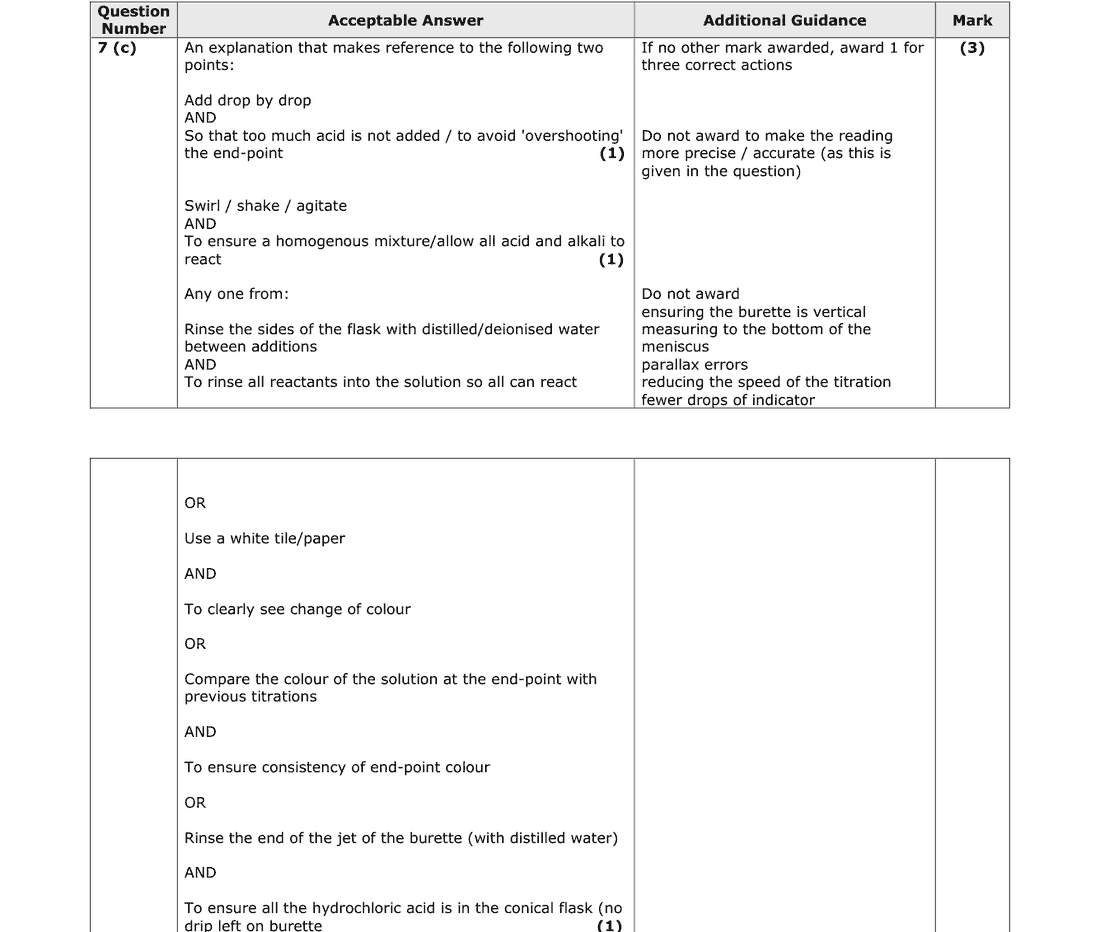 Question Number
Acceptable Answer
Additional Guidance
Mark
7 (c)
An explanation that makes reference to the following two
points:
Add drop by drop
AND
So that too much acid is not added / to avoid 'overshooting'
the end-point (1)
Swirl / shake / agitate
AND
To ensure a homogenous mixture/allow all acid and alkali to
react (1)
Any one from:
Rinse the sides of the flask with distilled/deionised water
between additions
AND
To rinse all reactants into the solution so all can react
If no other mark awarded, award 1 for
three correct actions
Do not award to make the reading
more precise / accurate (as this is
given in the question)
Do not award
ensuring the burette is vertical
measuring to the bottom of the
meniscus
parallax errors
reducing the speed of the titration
fewer drops of indicator
(3)
OR
Use a white tile/paper
AND
To clearly see change of colour
OR
Compare the colour of the solution at the end-point with
previous titrations
AND
To ensure consistency of end-point colour
OR
Rinse the end of the jet of the burette (with distilled water)
AND
To ensure all the hydrochloric acid is in the conical flask (no
drip left on burette (1)